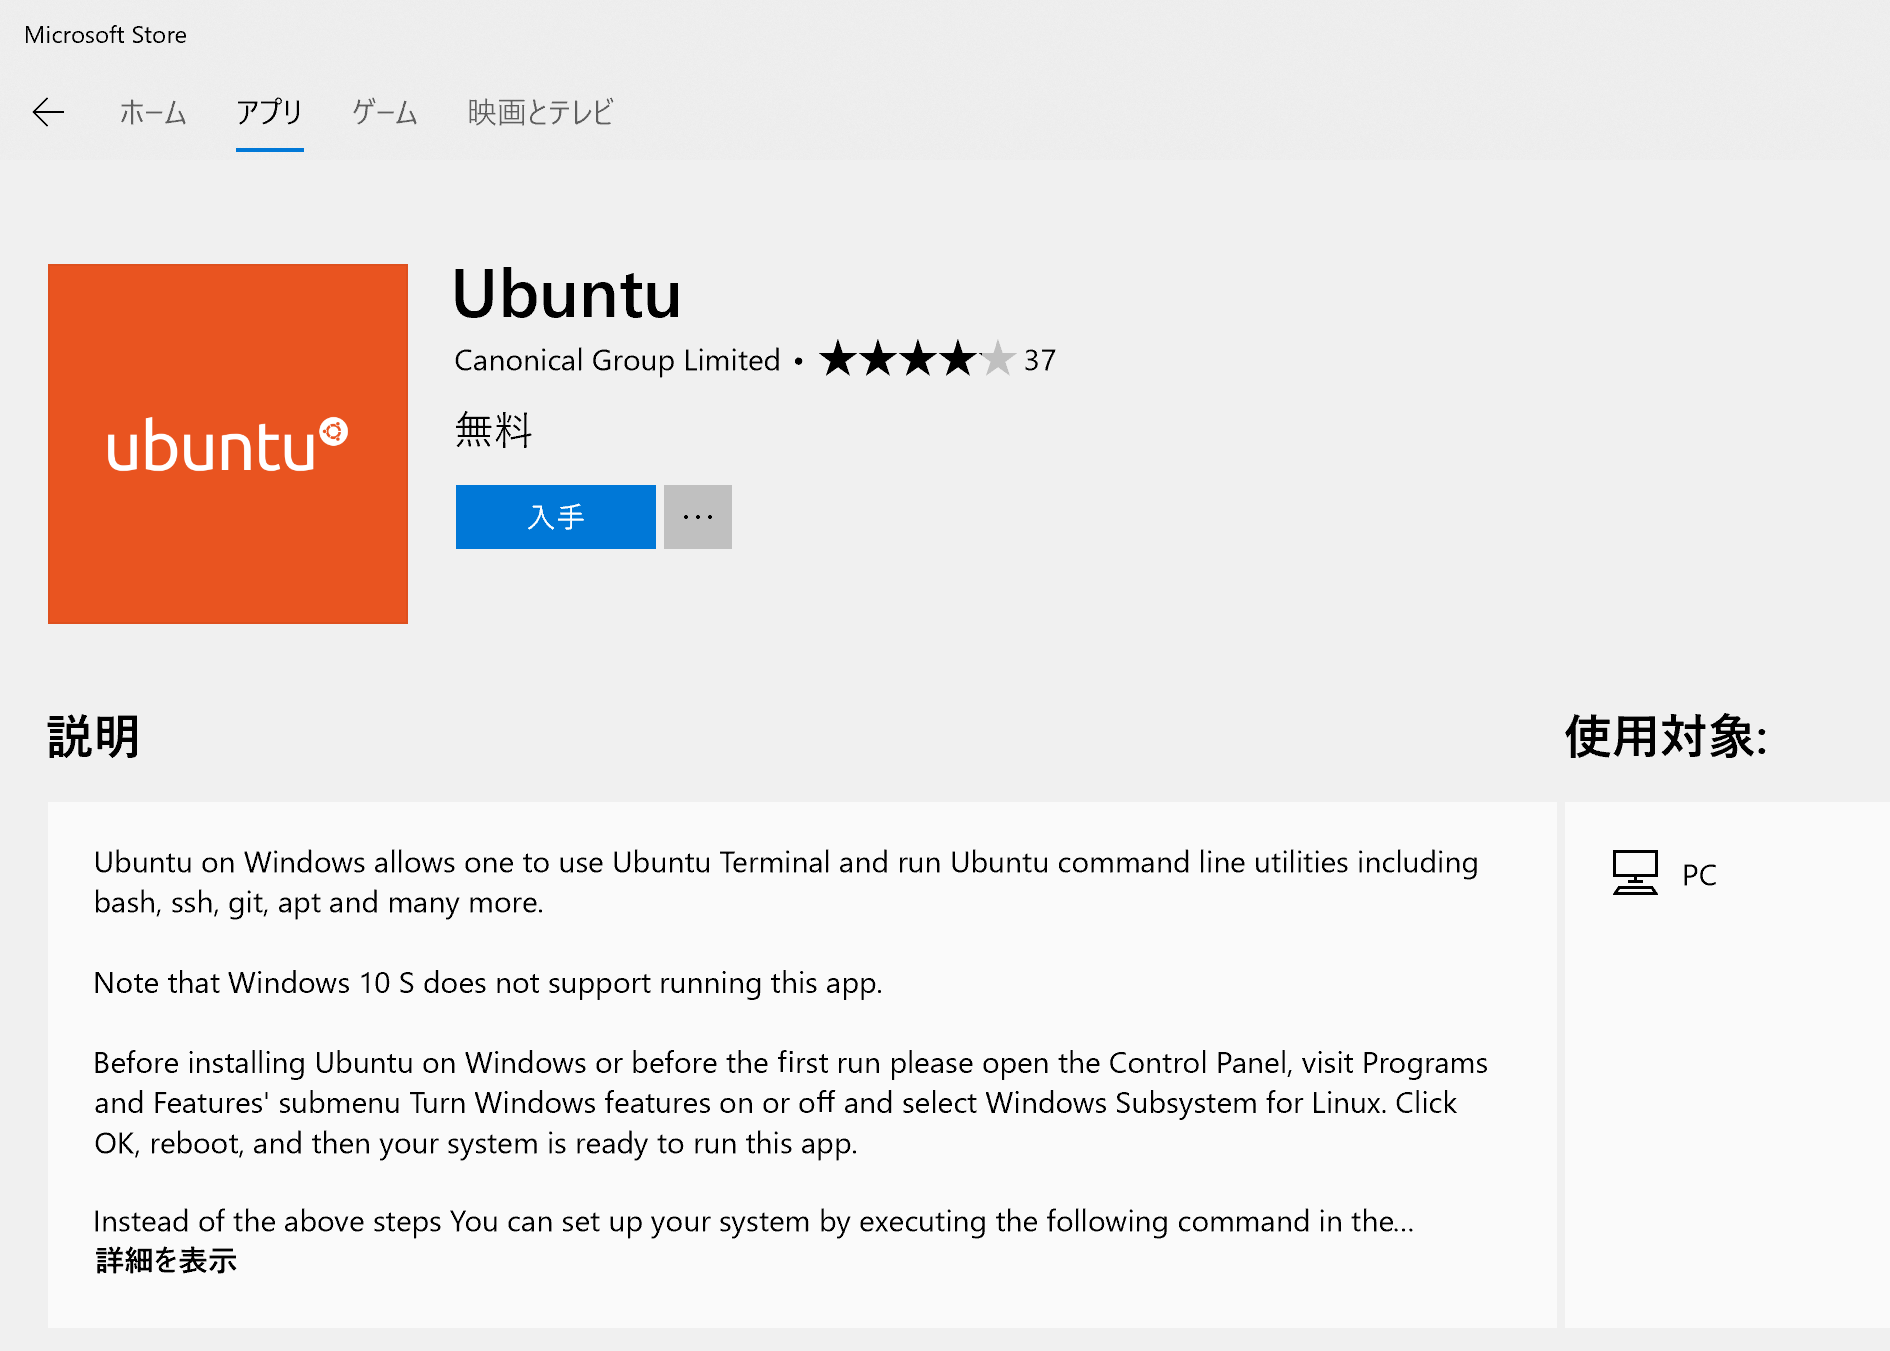 Microsoft Store
ホーム アプリ ゲーム 映画とテレビ
ubuntu
Ubuntu
Canonical Group Limited • ★★★★★ 37
無料
入手 ...
説明
Ubuntu on Windows allows one to use Ubuntu Terminal and run Ubuntu command line utilities including
bash, ssh, git, apt and many more.
Note that Windows 10 S does not support running this app.
Before installing Ubuntu on Windows or before the first run please open the Control Panel, visit Programs
and Features' submenu Turn Windows features on or off and select Windows Subsystem for Linux. Click
OK, reboot, and then your system is ready to run this app.
Instead of the above steps You can set up your system by executing the following command in the...
詳細を表示
使用対象:
PC